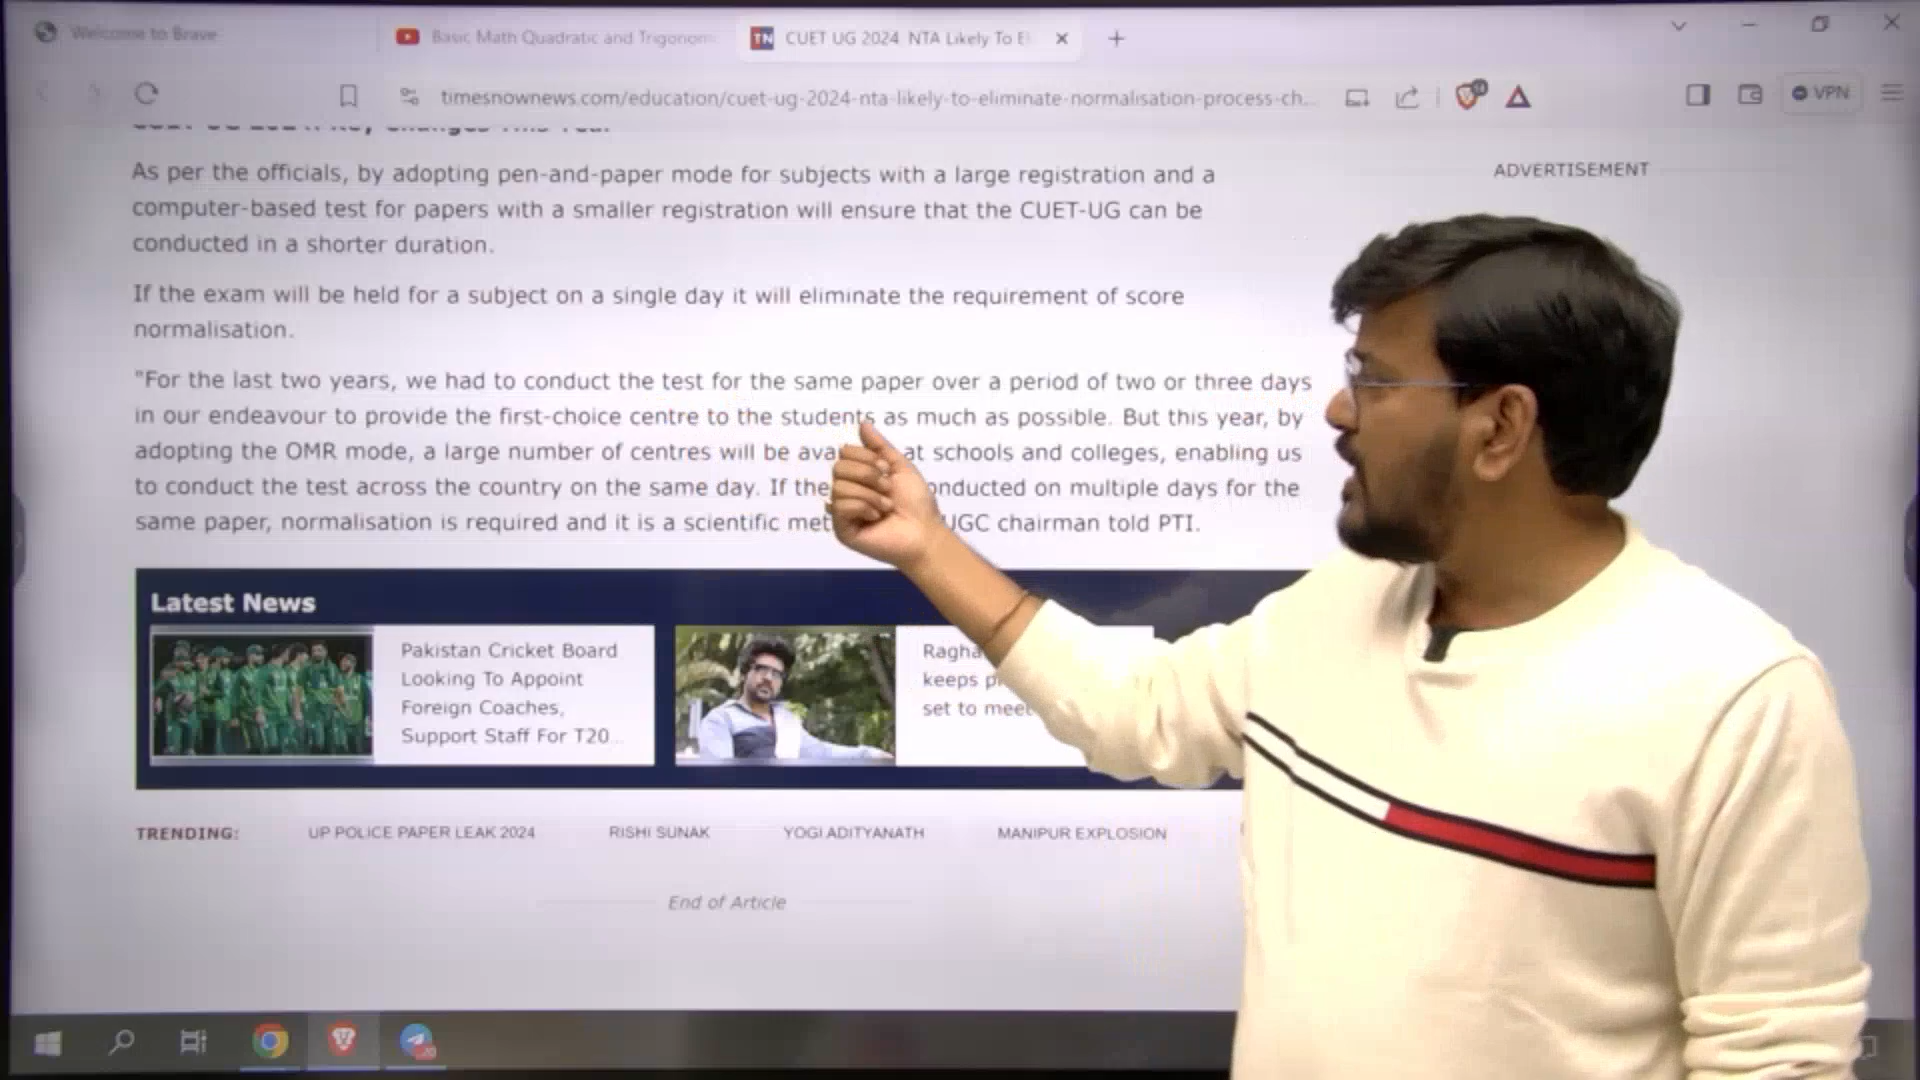 Welcome to Brave
Basic Math Quadratic and Trigonom
TN CUET UG 2024 NTA Likely To E
timesnownews.com/education/cuet-ug-2024-nta-likely-to-eliminate-normalisation-process-ch...
VPN
ADVERTISEMENT
As per the officials, by adopting pen-and-paper mode for subjects with a large registration and a
computer-based test for papers with a smaller registration will ensure that the CUET-UG can be
conducted in a shorter duration.
If the exam will be held for a subject on a single day it will eliminate the requirement of score
normalisation.
"For the last two years, we had to conduct the test for the same paper over a period of two or three days
in our endeavour to provide the first-choice centre to the students as much as possible. But this year, by
adopting the OMR mode, a large number of centres will be at schools and colleges, enabling us
to conduct the test across the country on the same day. If the onducted on multiple days for the
same paper, normalisation is required and it is a scientific UGC chairman told PTI.
Latest News
Pakistan Cricket Board
Looking To Appoint
Foreign Coaches,
Support Staff For T20...
Ragha
keeps
set to meet
TRENDING: UP POLICE PAPER LEAK 2024 RISHI SUNAK YOGI ADITYANATH MANIPUR EXPLOSION
End of Article